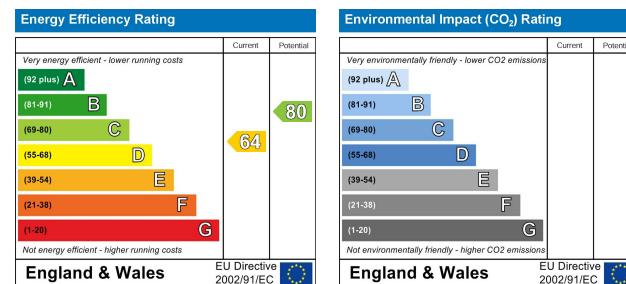 Energy Efficiency Rating
Current Potential
Very energy efficient - lower running costs
(92 plus) A
(81-91) B
(69-80) C
(55-68) D
(39-54) E
(21-38) F
(1-20) G
64
80
Not energy efficient - higher running costs
England & Wales
EU Directive
2002/91/EC
Environmental Impact (CO₂) Rating
Current Potential
Very environmentally friendly - lower CO2 emissions
(92 plus) A
(81-91) B
(69-80) C
(55-68) D
(39-54) E
(21-38) F
(1-20) G
Not environmentally friendly - higher CO2 emissions
England & Wales
EU Directive
2002/91/EC